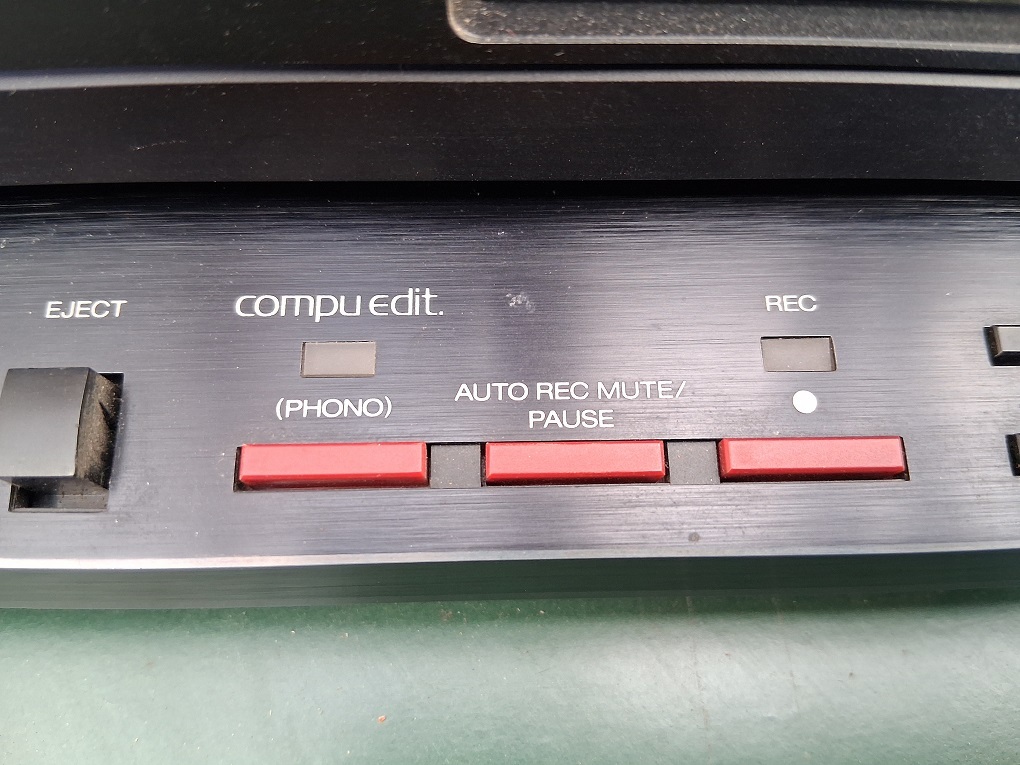 EJECT
compu edit.
REC
(PHONO)
AUTO REC MUTE/
PAUSE